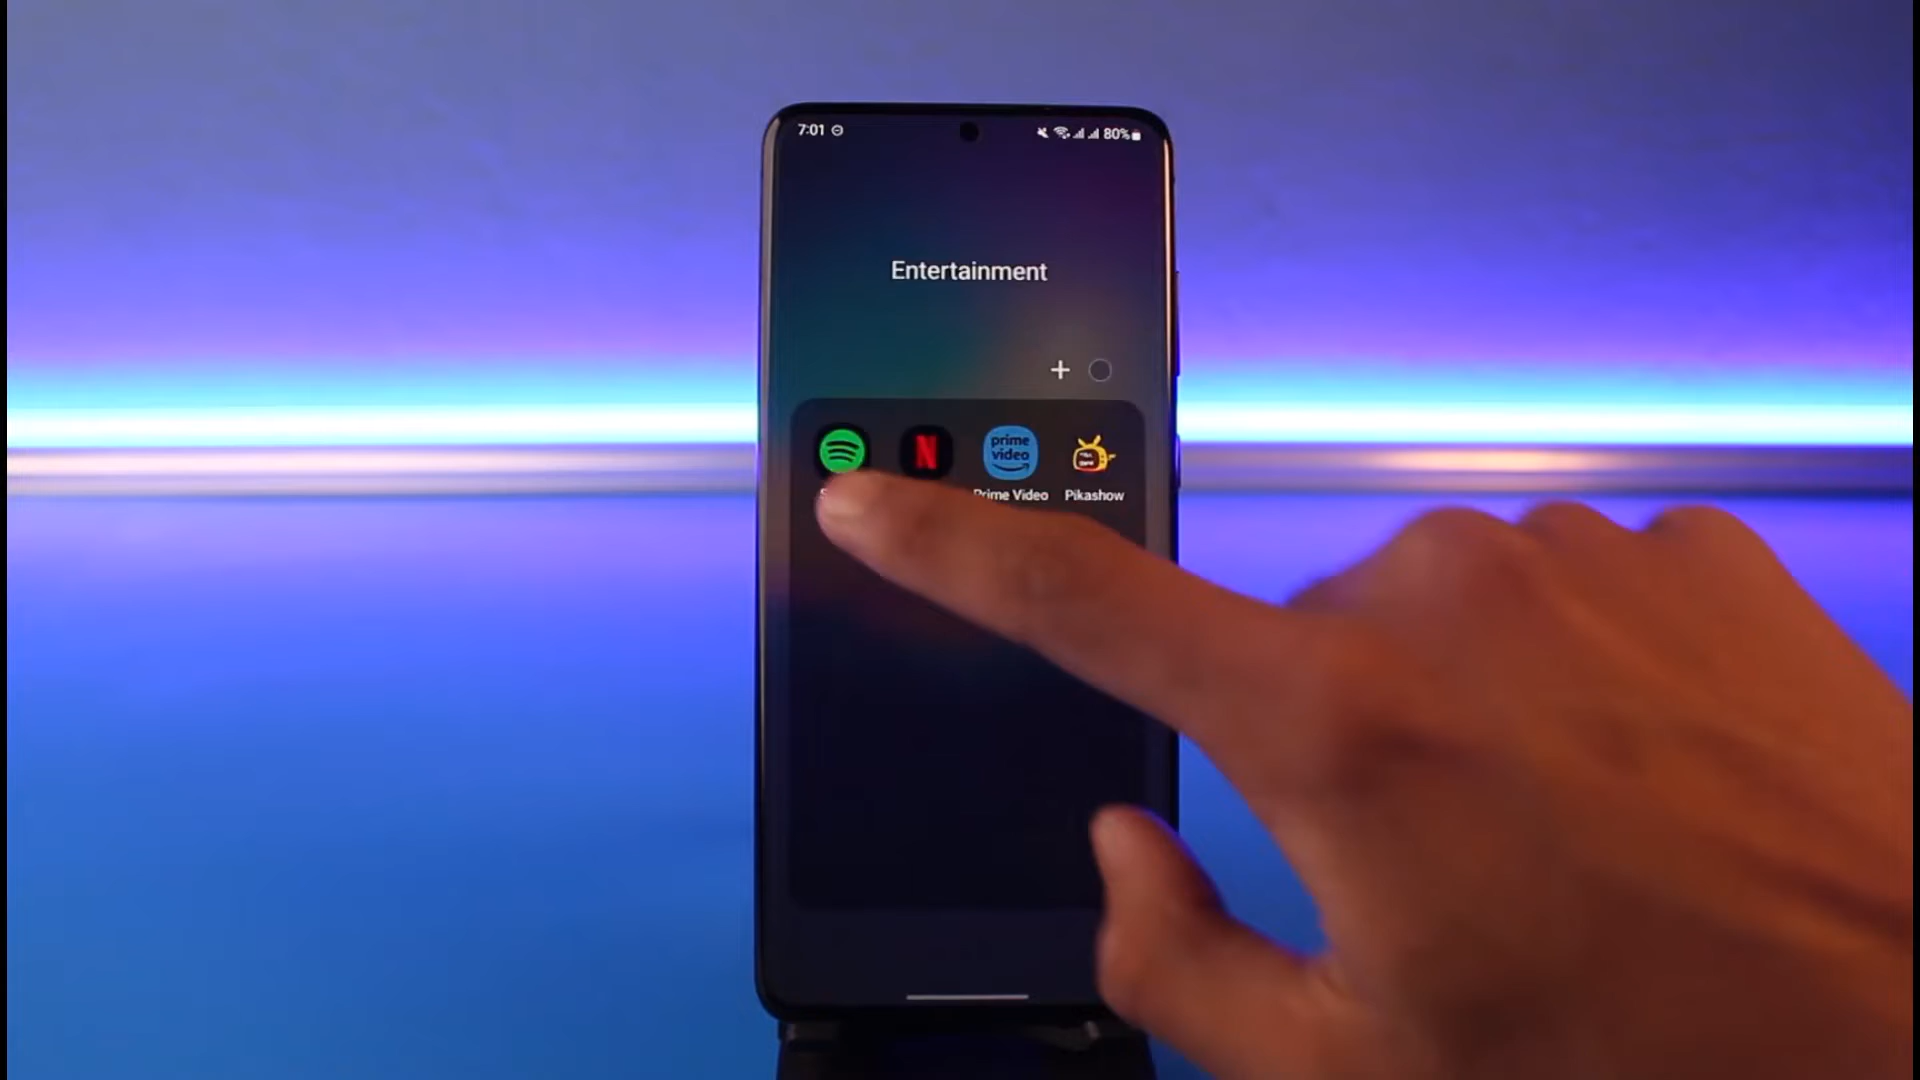 7:01
80%
Entertainment
prime
video
N
Prime Video
Pikashow